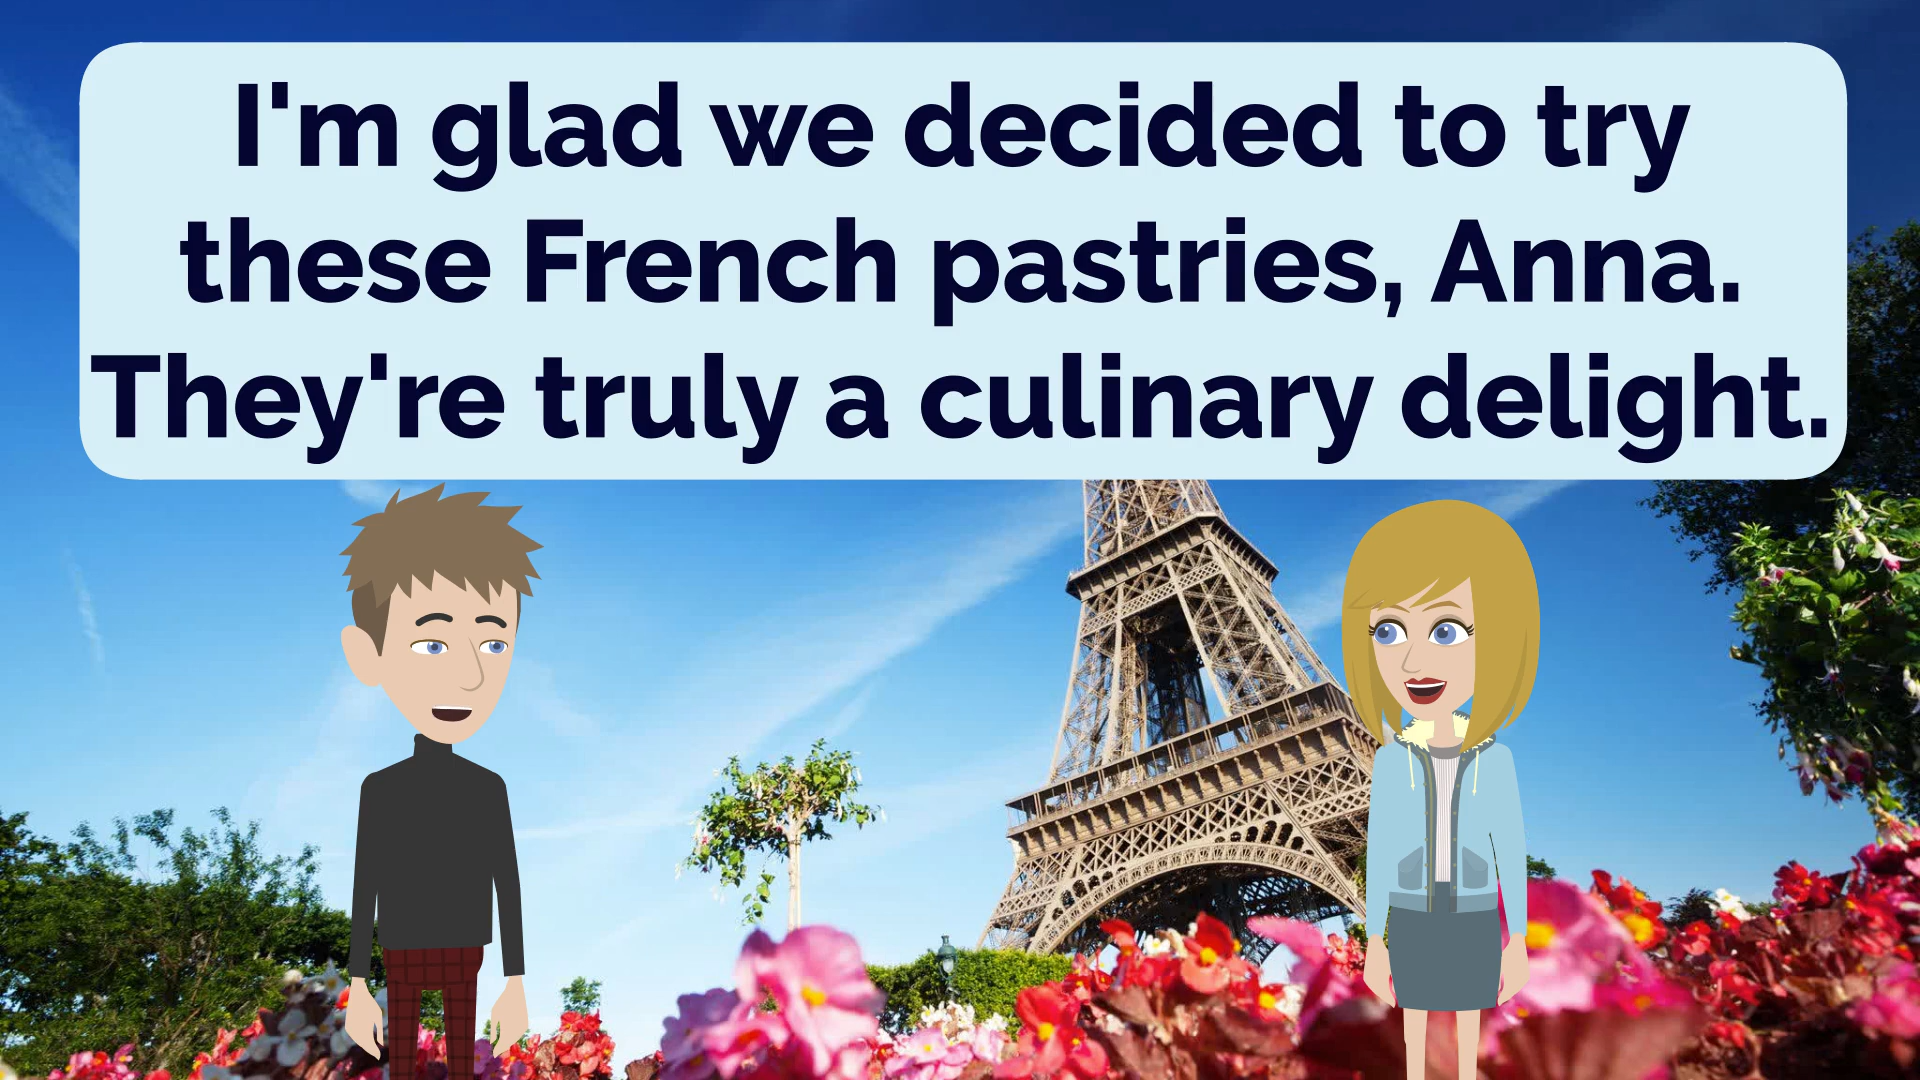 I'm glad we decided to try
these French pastries, Anna.
They're truly a culinary delight.